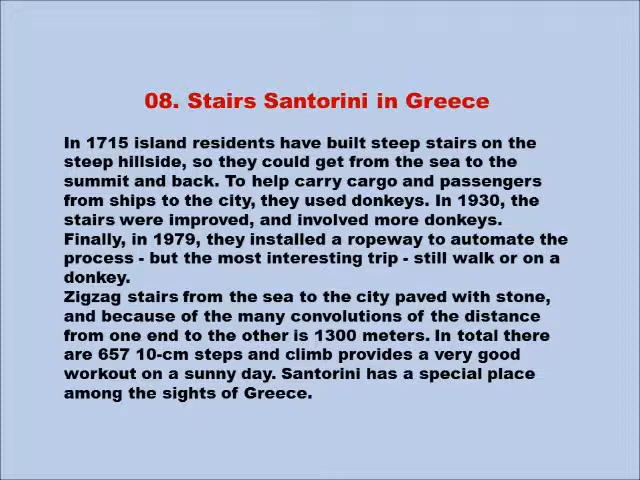 08. Stairs Santorini in Greece
In 1715 island residents have built steep stairs on the
steep hillside, so they could get from the sea to the
summit and back. To help carry cargo and passengers
from ships to the city, they used donkeys. In 1930, the
stairs were improved, and involved more donkeys.
Finally, in 1979, they installed a ropeway to automate the
process - but the most interesting trip - still walk or on a
donkey.
Zigzag stairs from the sea to the city paved with stone,
and because of the many convolutions of the distance
from one end to the other is 1300 meters. In total there
are 657 10-cm steps and climb provides a very good
workout on a sunny day. Santorini has a special place
among the sights of Greece.